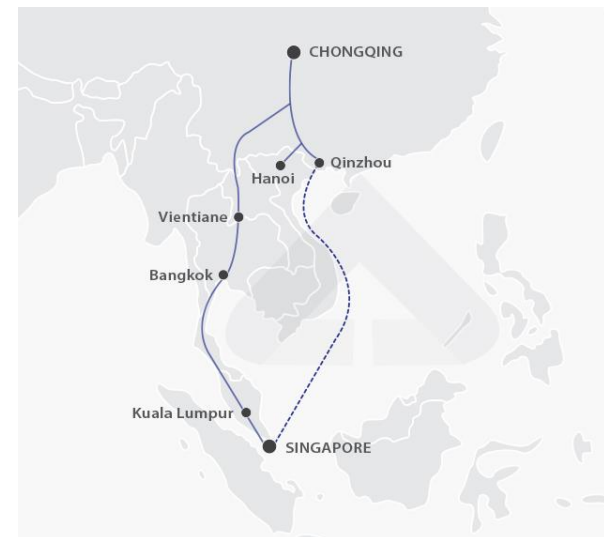 CHONGQING
Qinzhou
Hanoi
Vientiane
Bangkok
Kuala Lumpur
SINGAPORE